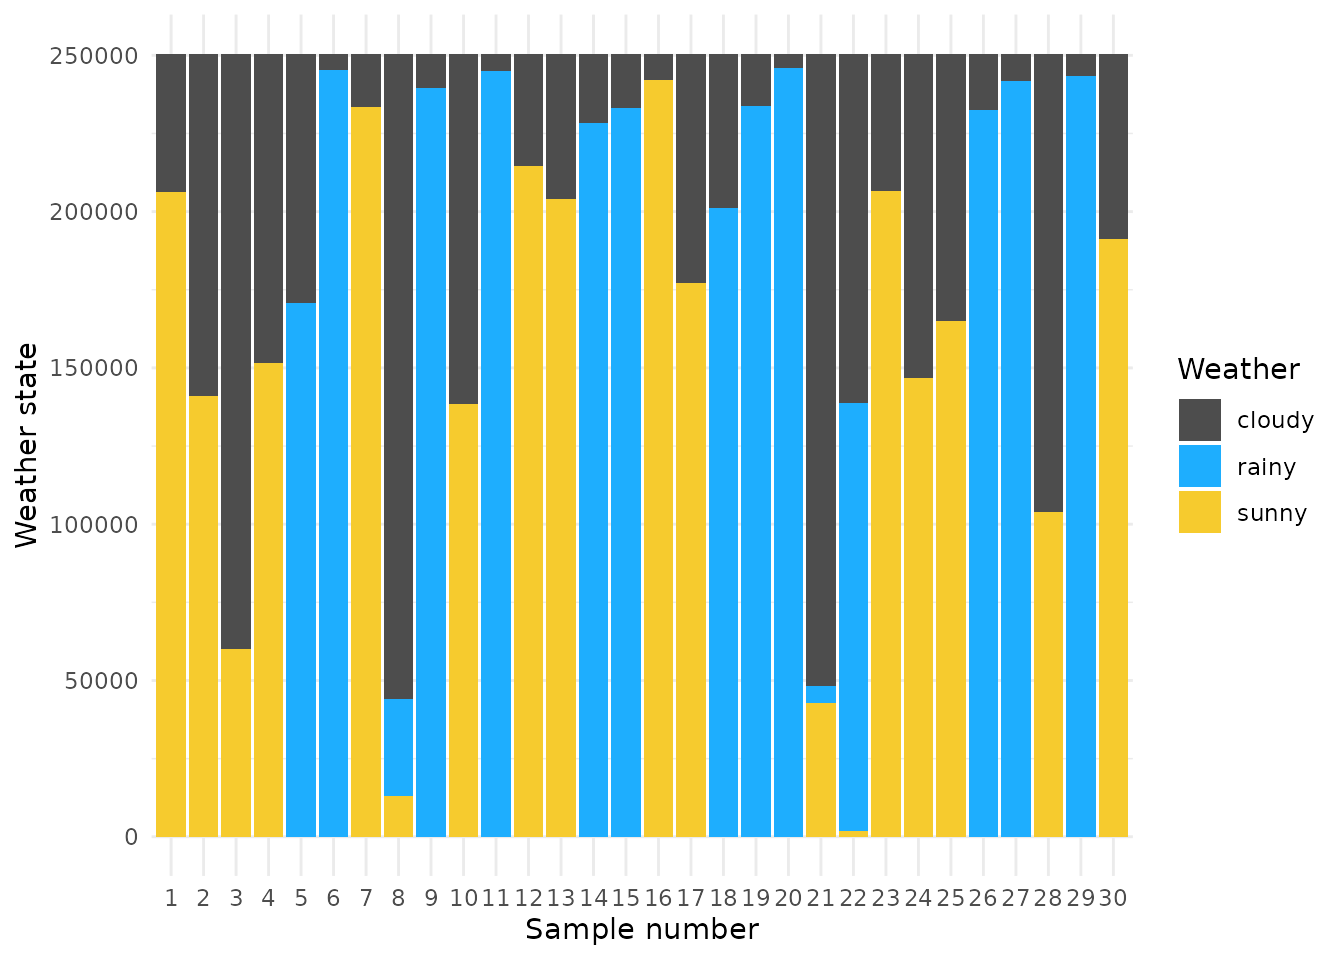 250000
200000
150000
100000
50000
0
Weather state
1 2 3 4 5 6 7 8 9 10 11 12 13 14 15 16 17 18 19 20 21 22 23 24 25 26 27 28 29 30
Sample number
Weather
cloudy
rainy
sunny